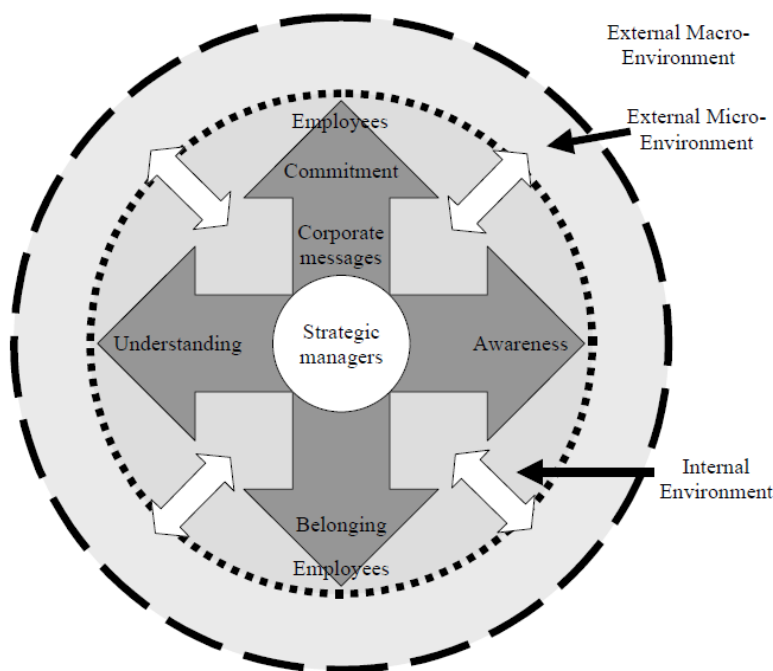 External Macro-
Environment
External Micro-
Environment
Employees
Commitment
Corporate
messages
Understanding
Strategic
managers
Awareness
Internal
Environment
Belonging
Employees